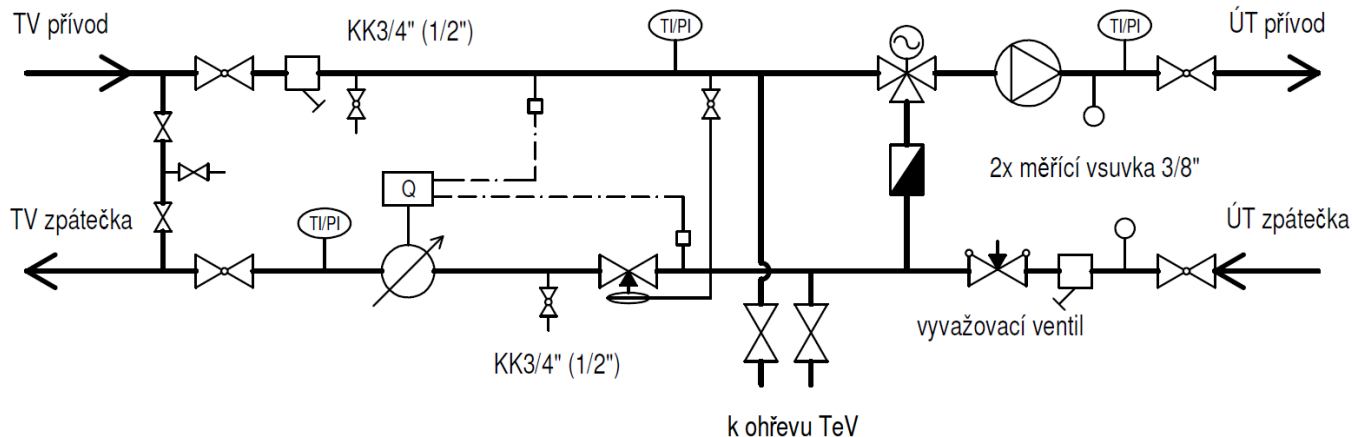 TV přívod
KK3/4" (1/2")
TI/PI
TI/PI
ÚT přívod
2x měřící vsuvka 3/8"
Q
TV zpátečka
TI/PI
ÚT zpátečka
vyvažovací ventil
KK3/4" (1/2")
k ohřevu TeV